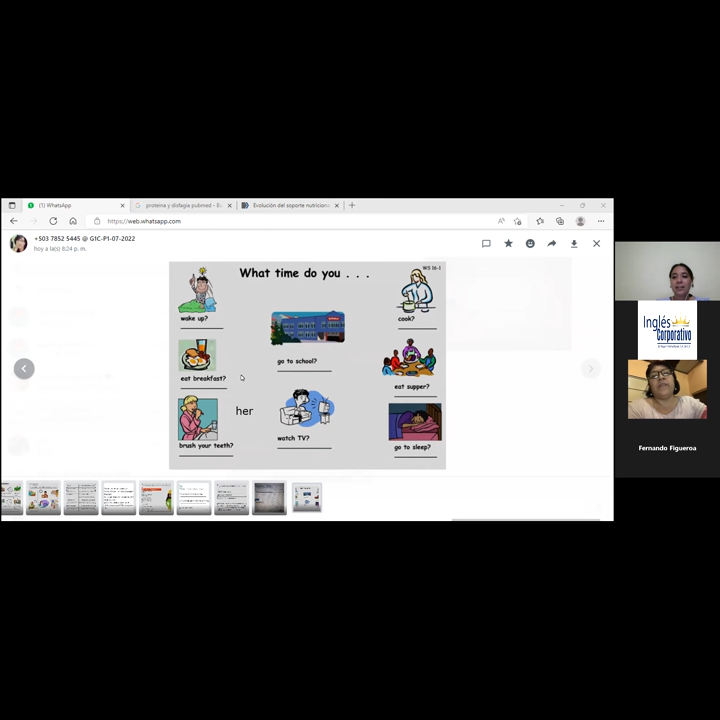 (1) WhatsApp
proteina y disfagia pubmed - Bu
Evolución del soporte nutriciona
https://web.whatsapp.com
+503 7852 5445 @ G1C-P1-07-2022
hoy a la(s) 8:24 p. m.
WS 16-1
What time do you . . .
wake up?
cook?
go to school?
eat breakfast?
eat supper?
her
brush your teeth?
watch TV?
go to sleep?
Inglés
Corporativo
Fernando Figueroa